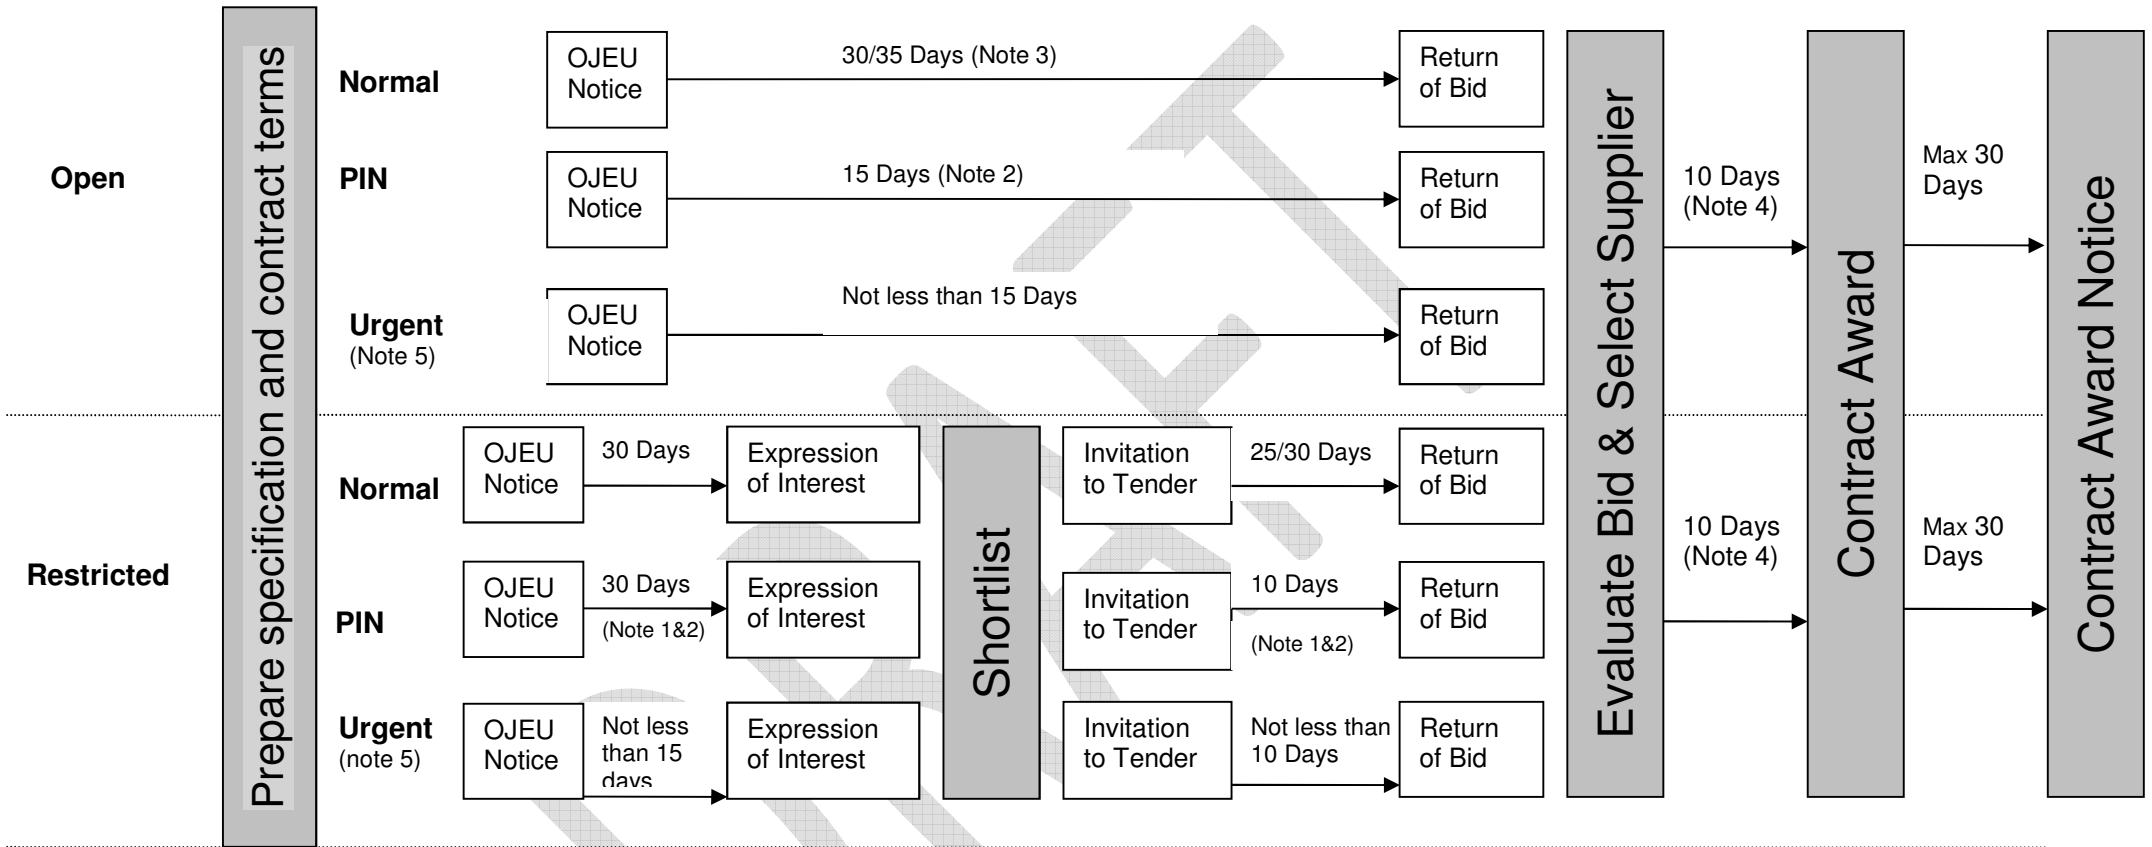 Prepare specification and contract terms
Open
Normal
OJEU
Notice
30/35 Days (Note 3)
Return
of Bid
PIN
OJEU
Notice
15 Days (Note 2)
Return
of Bid
Urgent
(Note 5)
OJEU
Notice
Not less than 15 Days
Return
of Bid
Restricted
Normal
OJEU
Notice
30 Days
Expression
of Interest
Invitation
to Tender
25/30 Days
Return
of Bid
PIN
OJEU
Notice
30 Days
(Note 1&2)
Expression
of Interest
Invitation
to Tender
10 Days
(Note 1&2)
Return
of Bid
Urgent
(note 5)
OJEU
Notice
Not less
than 15
days
Expression
of Interest
Shortlist
Invitation
to Tender
Not less than
10 Days
Return
of Bid
Evaluate Bid & Select Supplier
10 Days
(Note 4)
10 Days
(Note 4)
Contract Award
Max 30
Days
Max 30
Days
Contract Award Notice
DRAFT